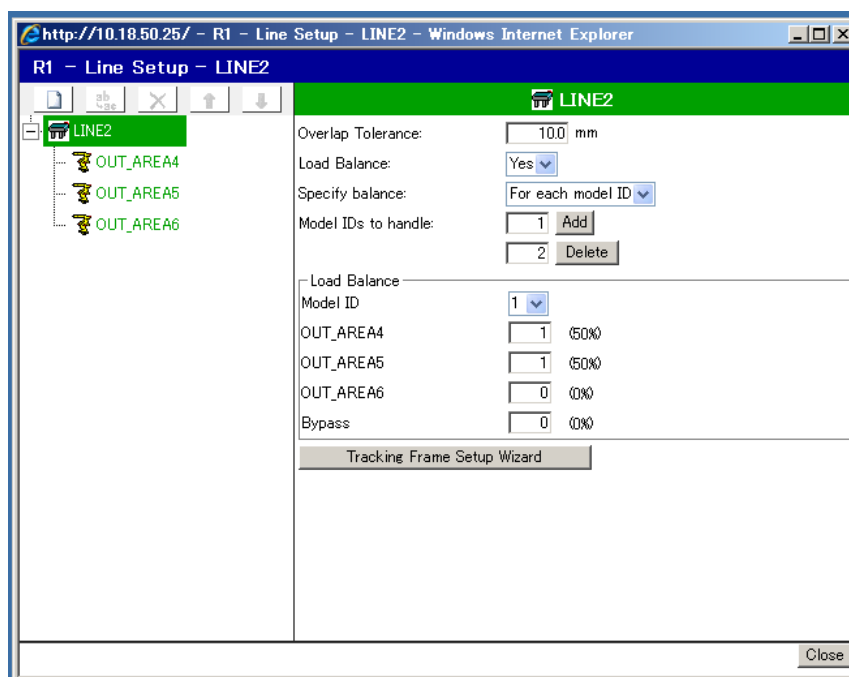 http://10.18.50.25/ - R1 - Line Setup - LINE2 - Windows Internet Explorer
R1 - Line Setup - LINE2
LINE2
LINE2
OUT_AREA4
OUT_AREA5
OUT_AREA6
Overlap Tolerance: 10.0 mm
Load Balance: Yes
Specify balance: For each model ID
Model IDs to handle: 1 Add
2 Delete
Load Balance
Model ID 1
OUT_AREA4 1 (50%)
OUT_AREA5 1 (50%)
OUT_AREA6 0 (0%)
Bypass 0 (0%)
Tracking Frame Setup Wizard
Close